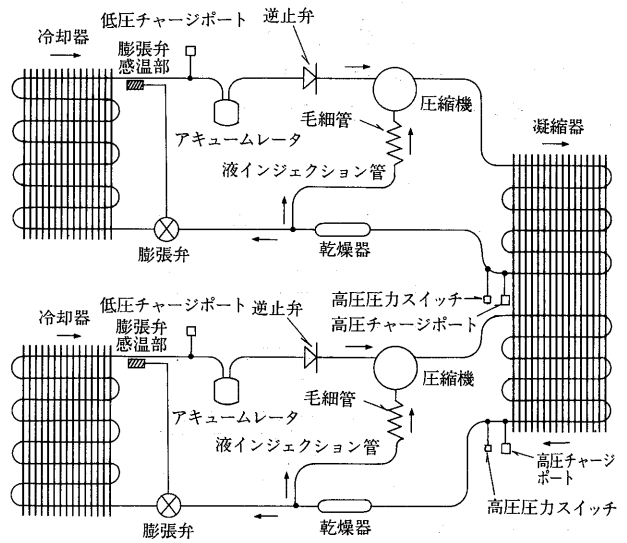 低圧チャージポート
逆止弁
冷却器
膨張弁
感温部
圧縮機
毛細管
アキュームレータ
液インジェクション管
凝縮器
膨張弁
乾燥器
高圧圧力スイッチ
高圧チャージポート
低圧チャージポート
逆止弁
冷却器
膨張弁
感温部
圧縮機
毛細管
アキュームレータ
液インジェクション管
高圧チャージ
ポート
高圧圧力スイッチ
膨張弁
乾燥器